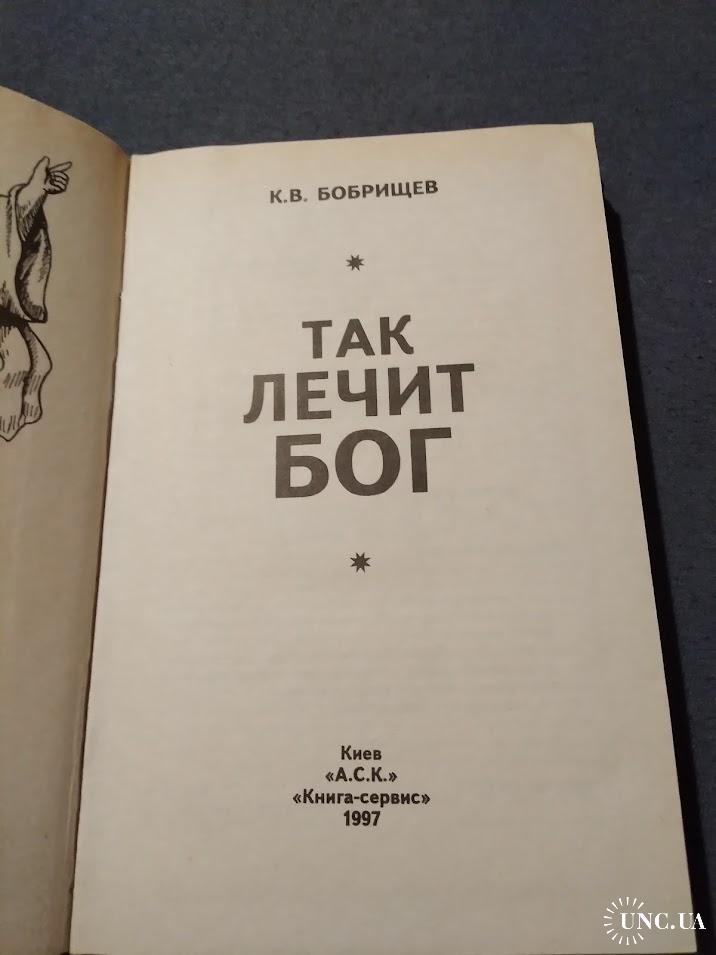 К.В. БОБРИЩЕВ
ТАК
ЛЕЧИТ
БОГ
Киев
«А.С.К.»
«Книга-сервис»
1997
UNC.UA